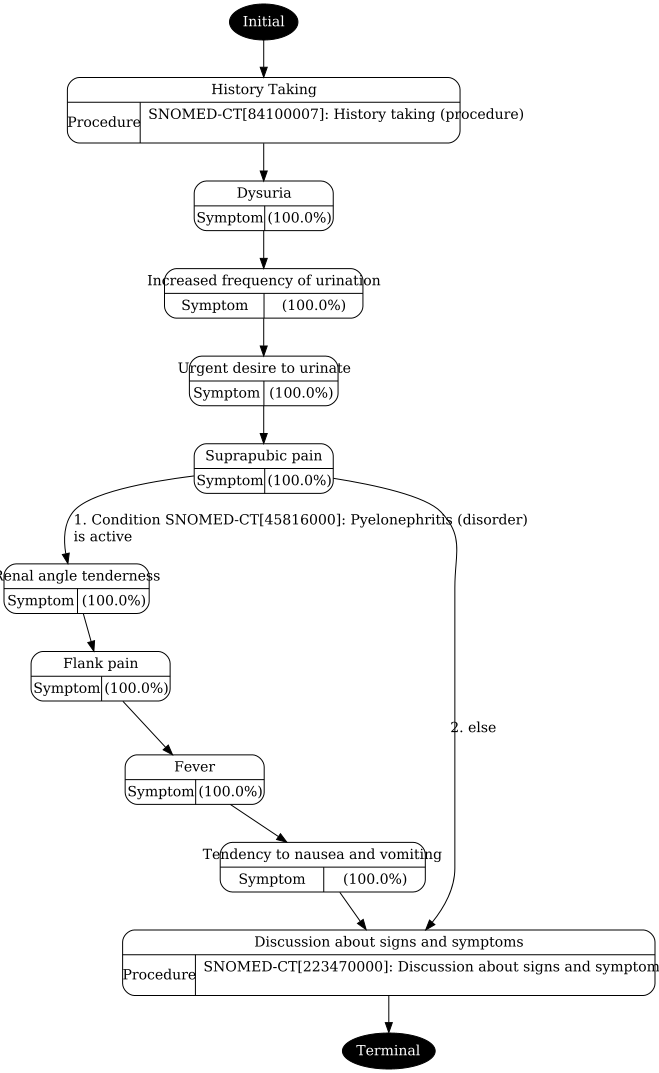 Initial
History Taking
Procedure SNOMED-CT[84100007]: History taking (procedure)
Dysuria
Symptom (100.0%)
Increased frequency of urination
Symptom (100.0%)
Urgent desire to urinate
Symptom (100.0%)
Suprapubic pain
Symptom (100.0%)
1. Condition SNOMED-CT[45816000]: Pyelonephritis (disorder)
is active
Renal angle tenderness
Symptom (100.0%)
Flank pain
Symptom (100.0%)
2. else
Fever
Symptom (100.0%)
Tendency to nausea and vomiting
Symptom (100.0%)
Discussion about signs and symptoms
Procedure SNOMED-CT[223470000]: Discussion about signs and symptom
Terminal